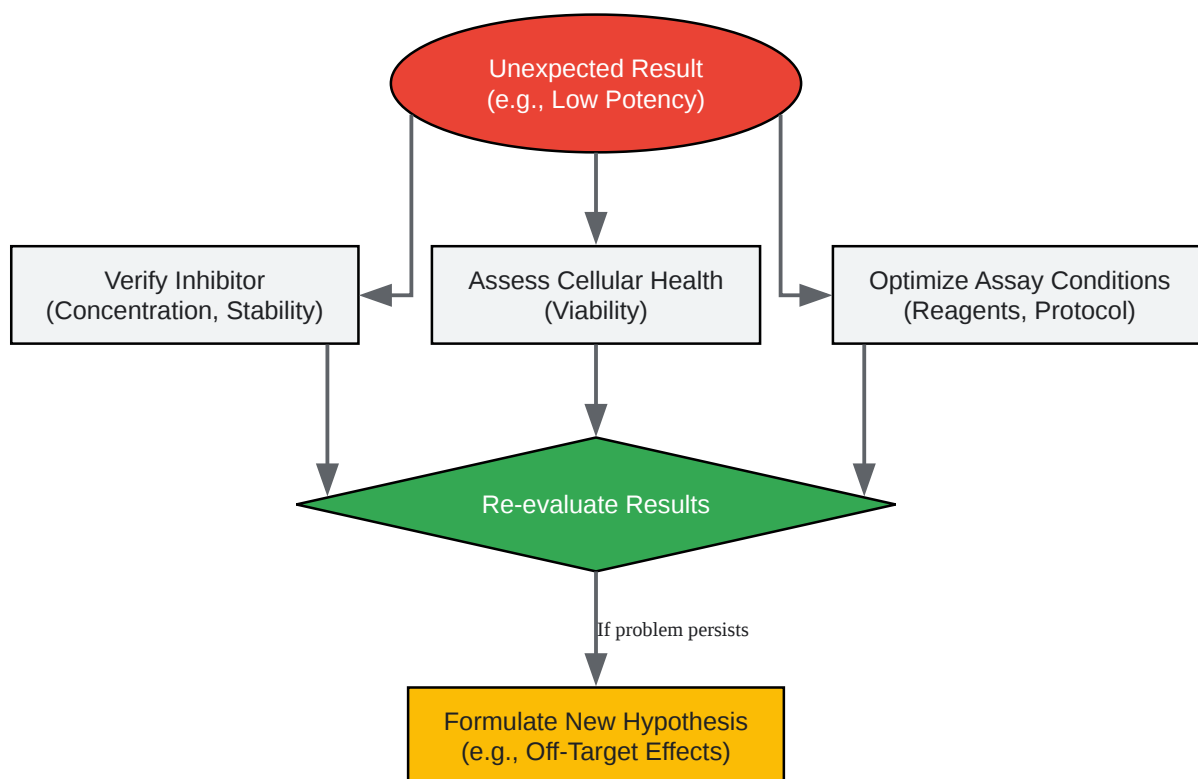 Unexpected Result
(e.g., Low Potency)
Verify Inhibitor
(Concentration, Stability)
Assess Cellular Health
(Viability)
Optimize Assay Conditions
(Reagents, Protocol)
Re-evaluate Results
If problem persists
Formulate New Hypothesis
(e.g., Off-Target Effects)